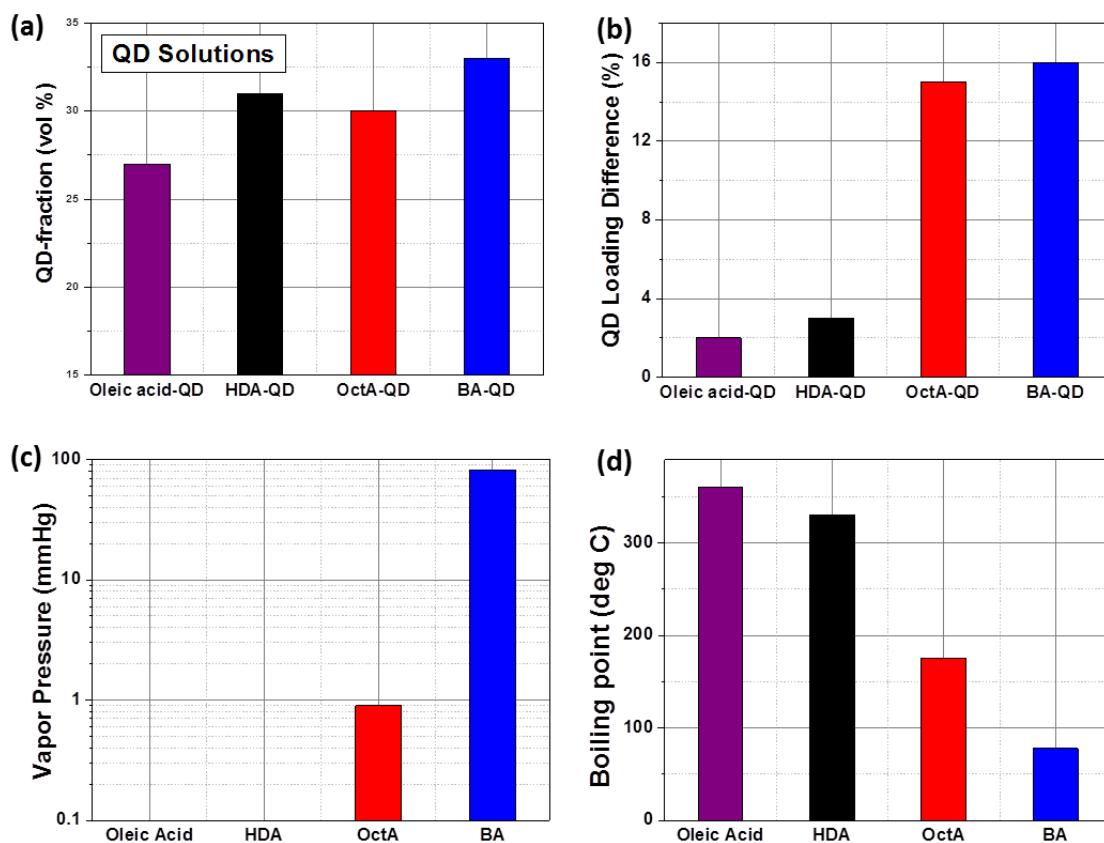 (a)
QD Solutions
QD-fraction (vol %)
35
30
25
20
15
Oleic acid-QD HDA-QD OctA-QD BA-QD
(b)
QD Loading Difference (%)
16
12
8
4
0
Oleic acid-QD HDA-QD OctA-QD BA-QD
(c)
Vapor Pressure (mmHg)
100
10
1
0.1
Oleic Acid HDA OctA BA
(d)
Boiling point (deg C)
300
200
100
0
Oleic Acid HDA OctA BA